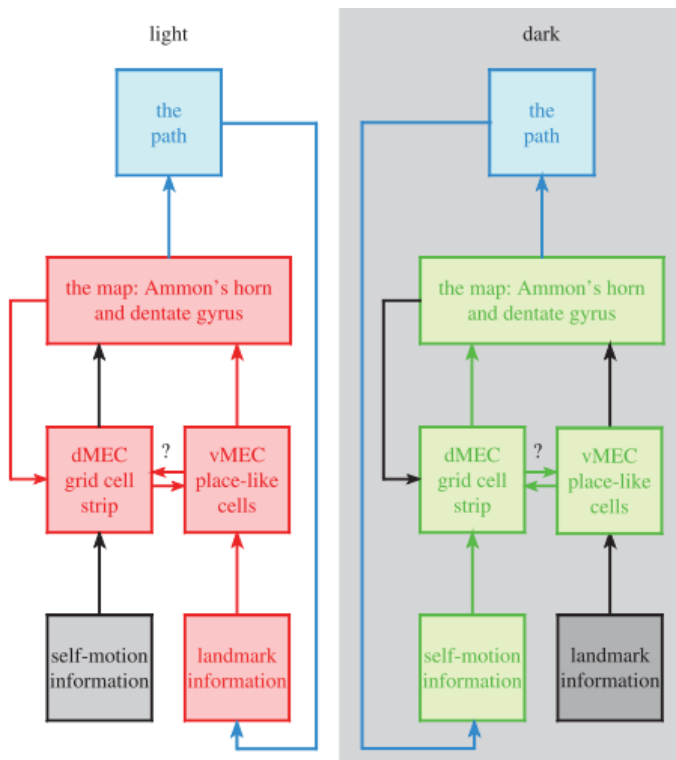 light
the
path
the map: Ammon's horn
and dentate gyrus
dMEC
grid cell
strip
?
vMEC
place-like
cells
self-motion
information
landmark
information
dark
the
path
the map: Ammon's horn
and dentate gyrus
dMEC
grid cell
strip
?
vMEC
place-like
cells
self-motion
information
landmark
information